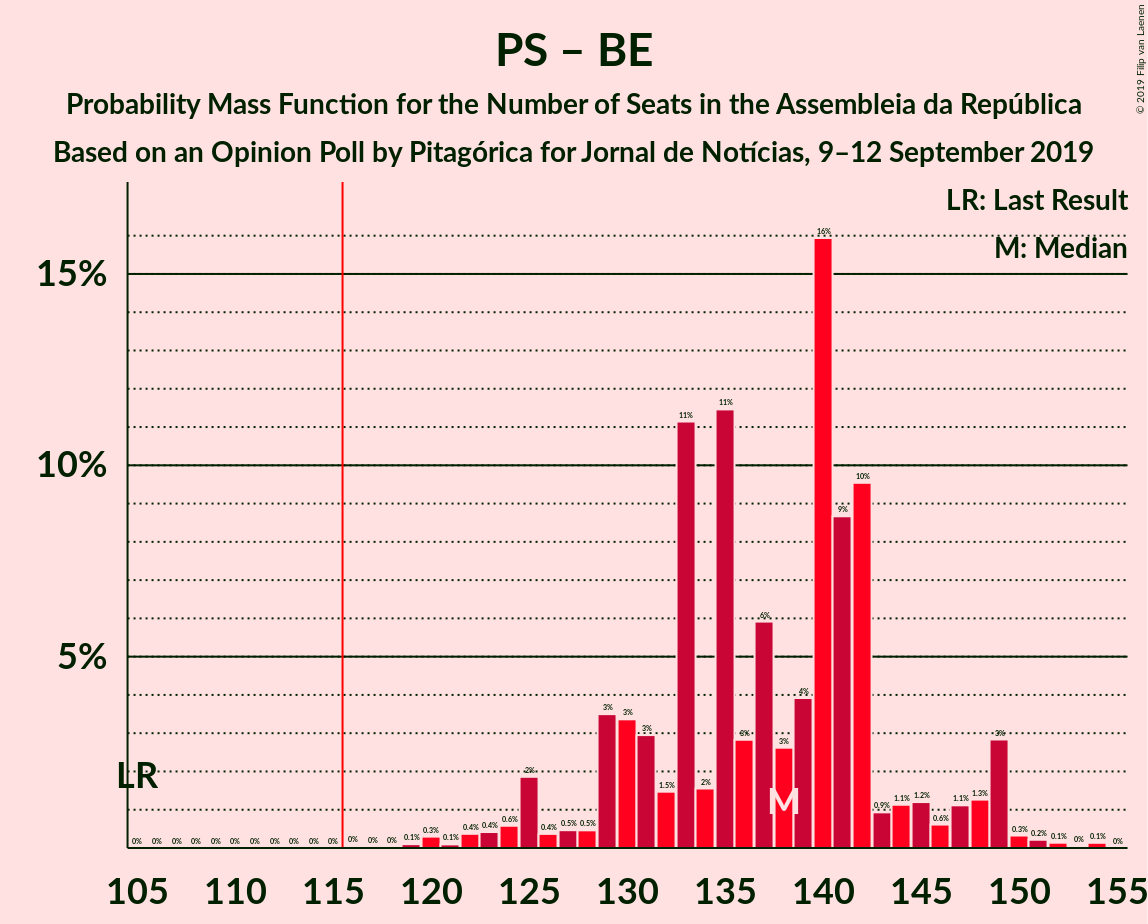 PS – BE
Probability Mass Function for the Number of Seats in the Assembleia da República
Based on an Opinion Poll by Pitagórica for Jornal de Notícias, 9–12 September 2019
© 2019 Filip van Laenen
LR: Last Result
M: Median
15%
10%
5%
LR
M
0% 0% 0% 0% 0% 0% 0% 0% 0% 0% 0% 0% 0% 0% 0.1% 0.3% 0.1% 0.4% 0.4% 0.6% 2% 0.4% 0.5% 0.5% 3% 3% 3% 1.5% 11% 2% 11% 3% 6% 3% 4% 16% 9% 10% 0.9% 1.1% 1.2% 0.6% 1.1% 1.3% 3% 0.3% 0.2% 0.1% 0% 0.1% 0%
105 110 115 120 125 130 135 140 145 150 155